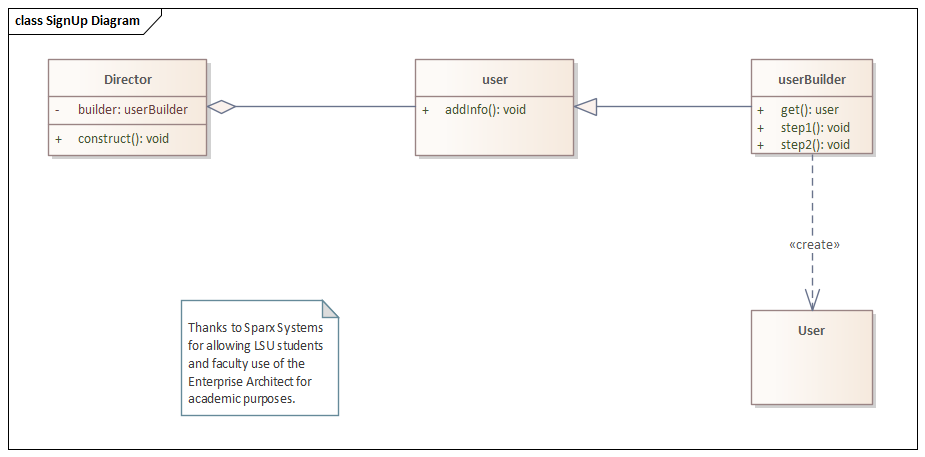 class SignUp Diagram
Director
- builder: userBuilder
+ construct(): void
user
+ addInfo(): void
userBuilder
+ get(): user
+ step1(): void
+ step2(): void
«create»
User
Thanks to Sparx Systems
for allowing LSU students
and faculty use of the
Enterprise Architect for
academic purposes.